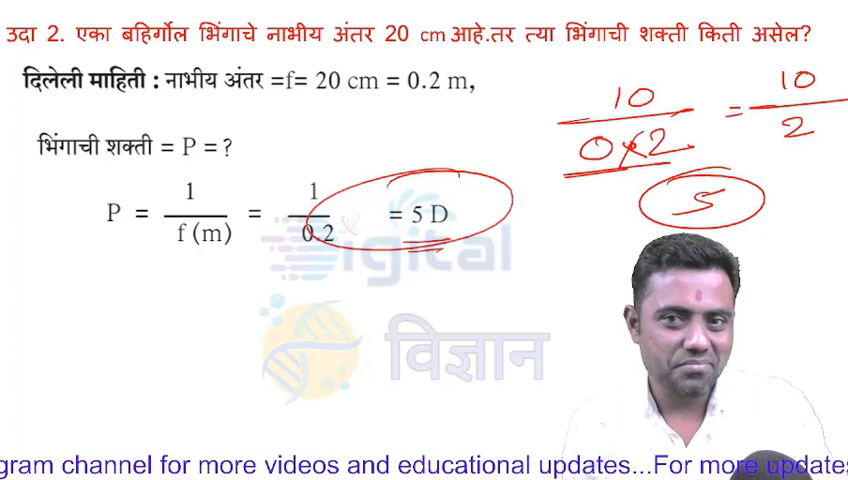 उदा 2. एका बहिर्गोल भिंगाचे नाभीय अंतर 20 cm आहे.तर त्या भिंगाची शक्ती किती असेल?
दिलेली माहिती : नाभीय अंतर =f= 20 cm = 0.2 m,
भिंगाची शक्ती = P = ?
P = 1 / f (m) = 1 / 0.2 = 5 D
10 / 0.2 = 10 / 2
5
Digital
विज्ञान
gram channel for more videos and educational updates...For more updates